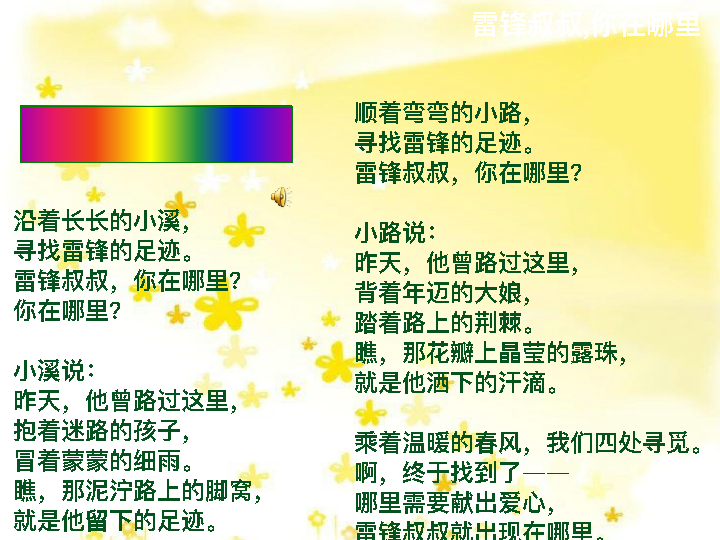 雷锋叔叔,你在哪里
沿着长长的小溪，
寻找雷锋的足迹。
雷锋叔叔，你在哪里？
你在哪里？
小溪说：
昨天，他曾路过这里，
抱着迷路的孩子，
冒着蒙蒙的细雨。
瞧，那泥泞路上的脚窝，
就是他留下的足迹。
顺着弯弯的小路，
寻找雷锋的足迹。
雷锋叔叔，你在哪里？
小路说：
昨天，他曾路过这里，
背着年迈的大娘，
踏着路上的荆棘。
瞧，那花瓣上晶莹的露珠，
就是他洒下的汗滴。
乘着温暖的春风，我们四处寻觅。
啊，终于找到了——
哪里需要献出爱心，
雷锋叔叔就出现在哪里。